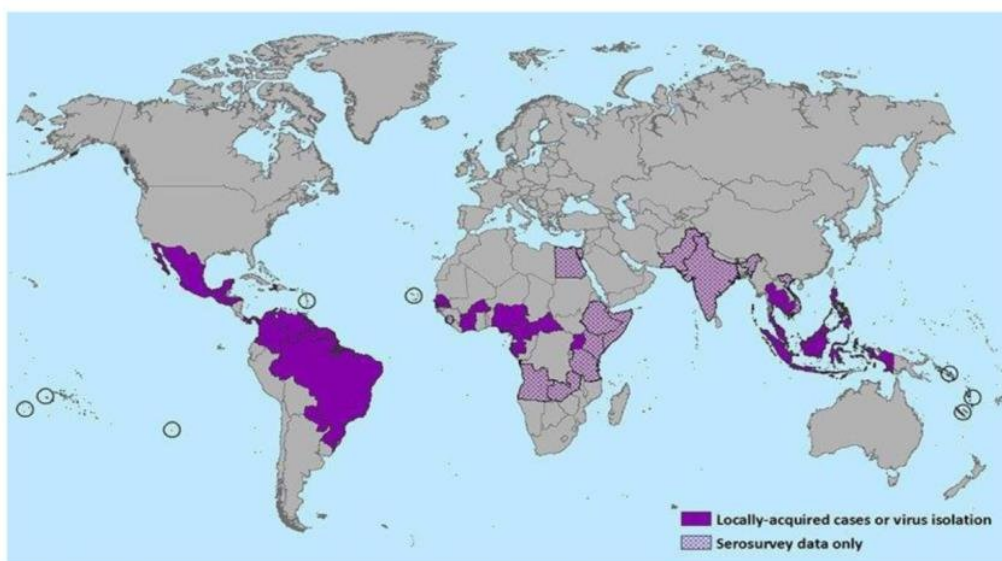 Locally-acquired cases or virus isolation
Serosurvey data only